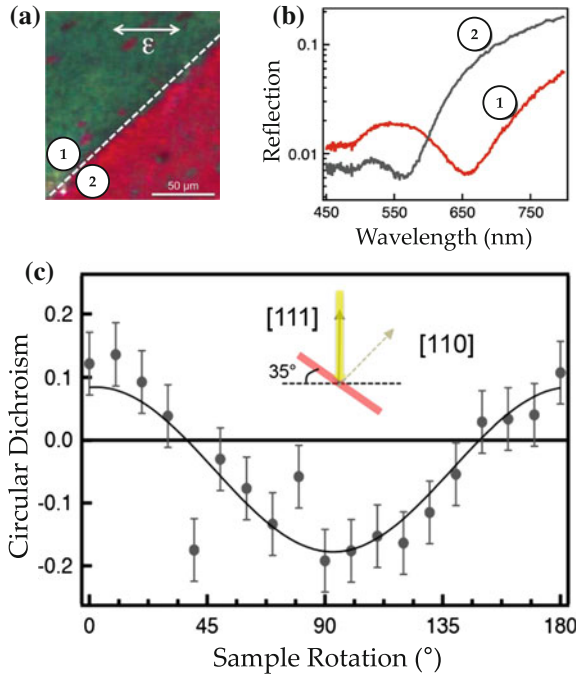 (a)
ε
1
2
50 µm
(b)
Reflection
0.1
0.01
2
1
450 550 650 750
Wavelength (nm)
(c)
Circular Dichroism
0.2
0.1
0.0
-0.1
-0.2
[111]
[110]
35°
0 45 90 135 180
Sample Rotation (°)